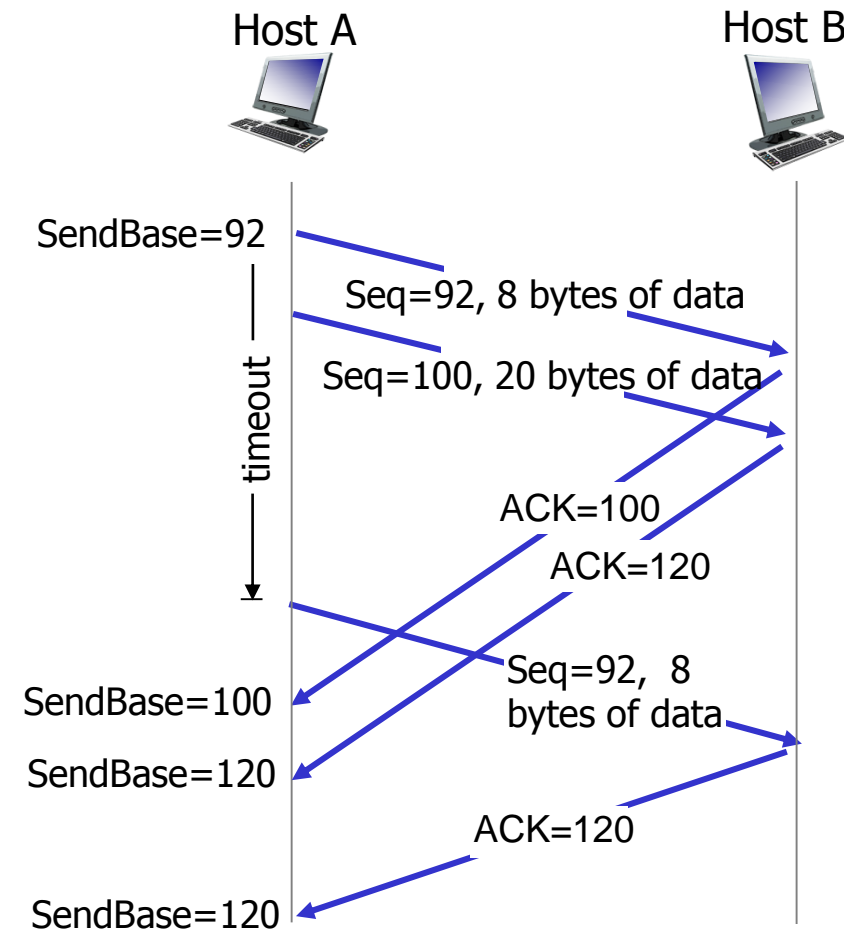 Host A
Host B
SendBase=92
Seq=92, 8 bytes of data
Seq=100, 20 bytes of data
timeout
ACK=100
ACK=120
Seq=92, 8
bytes of data
SendBase=100
SendBase=120
ACK=120
SendBase=120